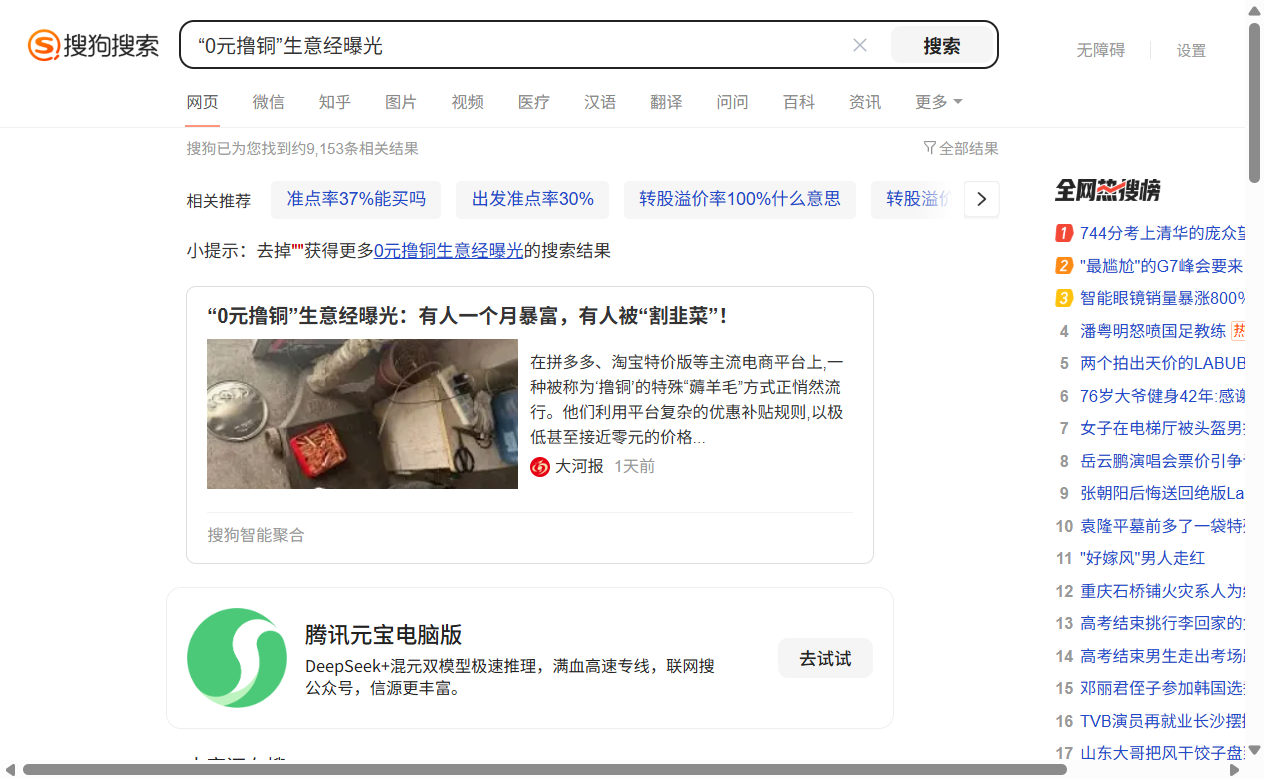 搜狗搜索
“0元撸铜”生意经曝光
搜索
无障碍
设置
网页 微信 知乎 图片 视频 医疗 汉语 翻译 问问 百科 资讯 更多
搜狗已为您找到约9,153条相关结果
全部结果
相关推荐 准点率37%能买吗 出发准点率30% 转股溢价率100%什么意思 转股溢价
小提示：去掉""获得更多0元撸铜生意经曝光的搜索结果
“0元撸铜”生意经曝光：有人一个月暴富，有人被“割韭菜”！
在拼多多、淘宝特价版等主流电商平台上,一
种被称为‘撸铜’的特殊“薅羊毛”方式正悄然流
行。他们利用平台复杂的优惠补贴规则,以极
低甚至接近零元的价格...
大河报 1天前
搜狗智能聚合
腾讯元宝电脑版
DeepSeek+混元双模型极速推理，满血高速专线，联网搜
公众号，信源更丰富。
去试试
全网热搜榜
1 744分考上清华的庞众望
2 "最尴尬"的G7峰会要来
3 智能眼镜销量暴涨800%
4 潘粤明怒喷国足教练 热
5 两个拍出天价的LABUB
6 76岁大爷健身42年:感谢
7 女子在电梯厅被头盔男
8 岳云鹏演唱会票价引争
9 张朝阳后悔送回绝版La
10 袁隆平墓前多了一袋特
11 "好嫁风"男人走红
12 重庆石桥铺火灾系人为
13 高考结束挑行李回家的
14 高考结束男生走出考场
15 邓丽君侄子参加韩国选
16 TVB演员再就业长沙摆
17 山东大哥把风干饺子盘